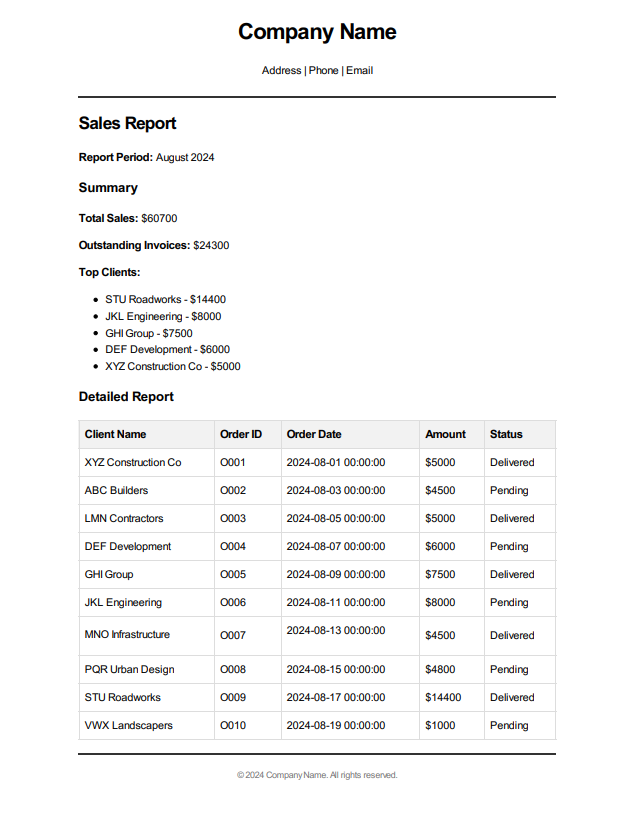 Company Name
Address | Phone | Email
Sales Report
Report Period: August 2024
Summary
Total Sales: $60700
Outstanding Invoices: $24300
Top Clients:
• STU Roadworks - $14400
• JKL Engineering - $8000
• GHI Group - $7500
• DEF Development - $6000
• XYZ Construction Co - $5000
Detailed Report
Client Name Order ID Order Date Amount Status
XYZ Construction Co O001 2024-08-01 00:00:00 $5000 Delivered
ABC Builders O002 2024-08-03 00:00:00 $4500 Pending
LMN Contractors O003 2024-08-05 00:00:00 $5000 Delivered
DEF Development O004 2024-08-07 00:00:00 $6000 Pending
GHI Group O005 2024-08-09 00:00:00 $7500 Delivered
JKL Engineering O006 2024-08-11 00:00:00 $8000 Pending
MNO Infrastructure O007 2024-08-13 00:00:00 $4500 Delivered
PQR Urban Design O008 2024-08-15 00:00:00 $4800 Pending
STU Roadworks O009 2024-08-17 00:00:00 $14400 Delivered
VWX Landscapers O010 2024-08-19 00:00:00 $1000 Pending
© 2024 Company Name. All rights reserved.